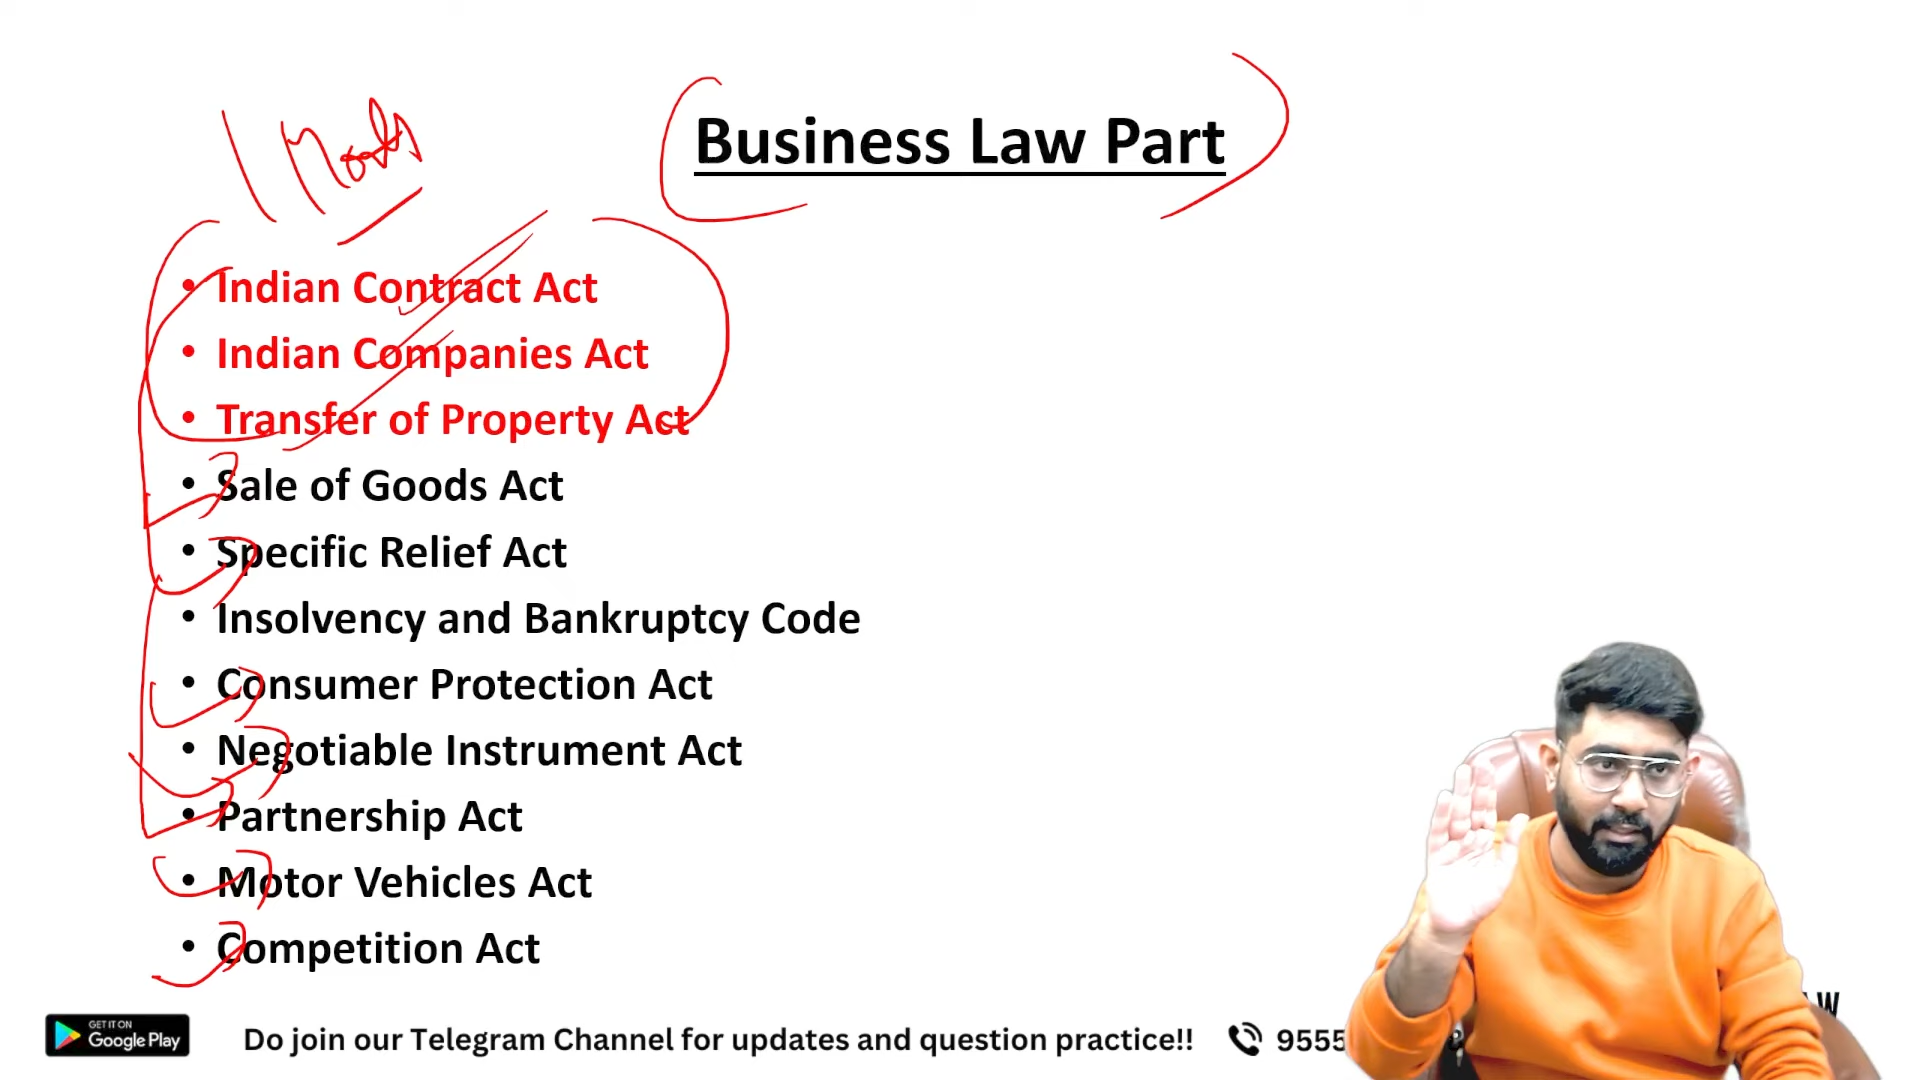 Business Law Part
1 Month
• Indian Contract Act
• Indian Companies Act
• Transfer of Property Act
• Sale of Goods Act
• Specific Relief Act
• Insolvency and Bankruptcy Code
• Consumer Protection Act
• Negotiable Instrument Act
• Partnership Act
• Motor Vehicles Act
• Competition Act
GET IT ON
Google Play
Do join our Telegram Channel for updates and question practice!!
9555